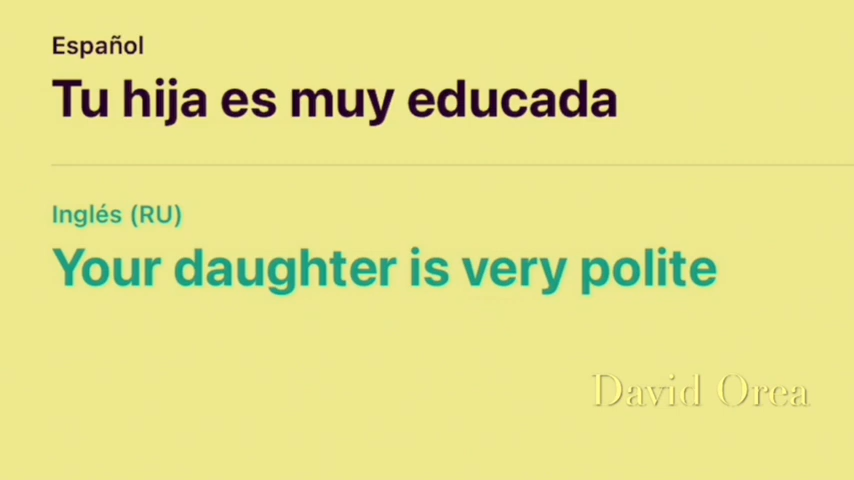 Español
Tu hija es muy educada
Inglés (RU)
Your daughter is very polite
David Orea